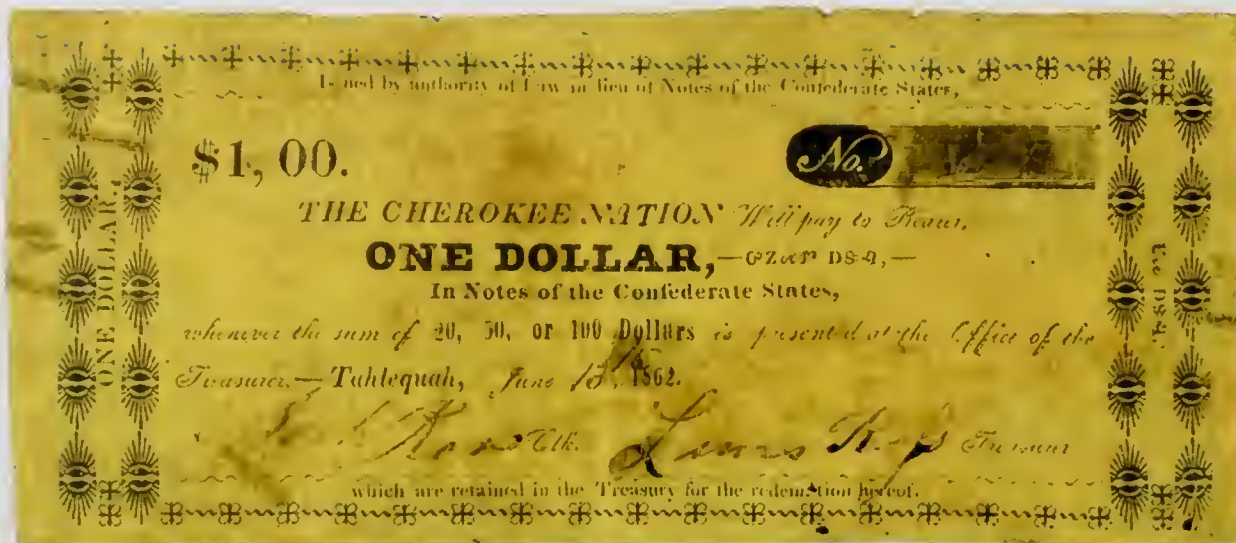 Issued by authority of Law in lieu of Notes of the Confederate States,
$1,00.
No.
THE CHEROKEE NATION Will pay to Bearer,
ONE DOLLAR,
In Notes of the Confederate States,
whenever the sum of 20, 50, or 100 Dollars is presented at the Office of the
Treasurer.— Tahlequah, June 1862.
Clk. Lewis Ross Treasurer
which are retained in the Treasury for the redemption hereof.
ONE DOLLAR.